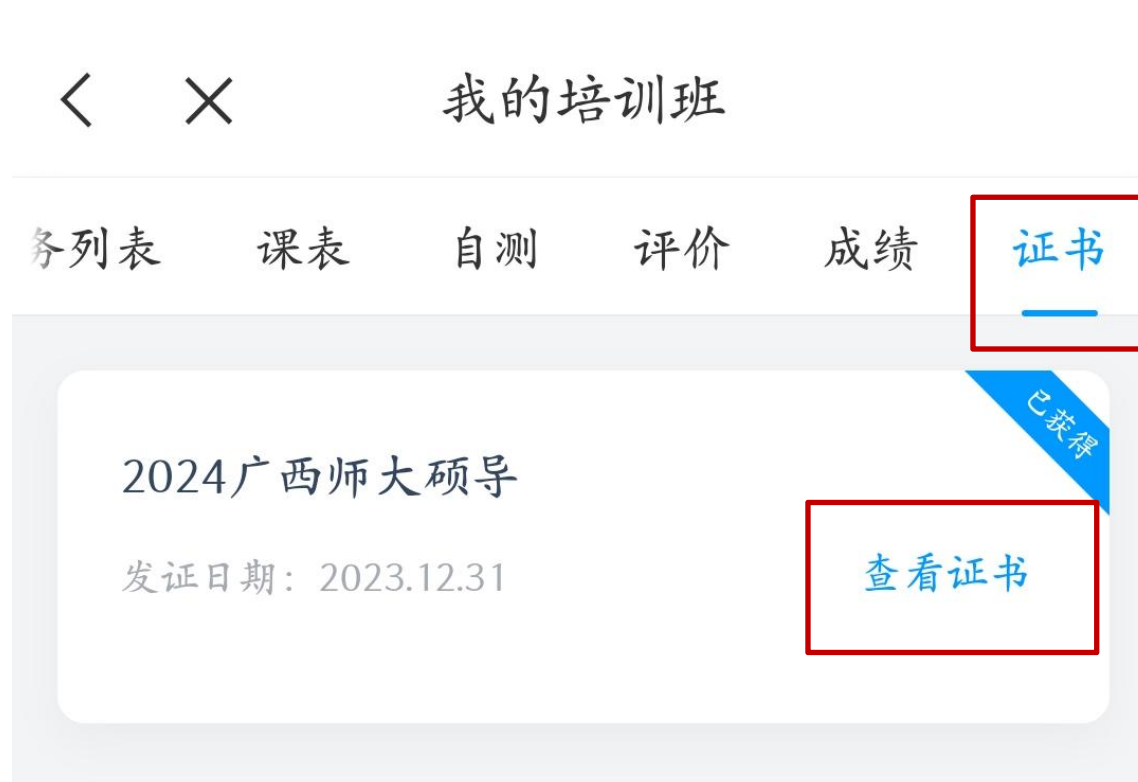 我的培训班
务列表 课表 自测 评价 成绩 证书
已获得
2024广西师大硕导
发证日期：2023.12.31
查看证书